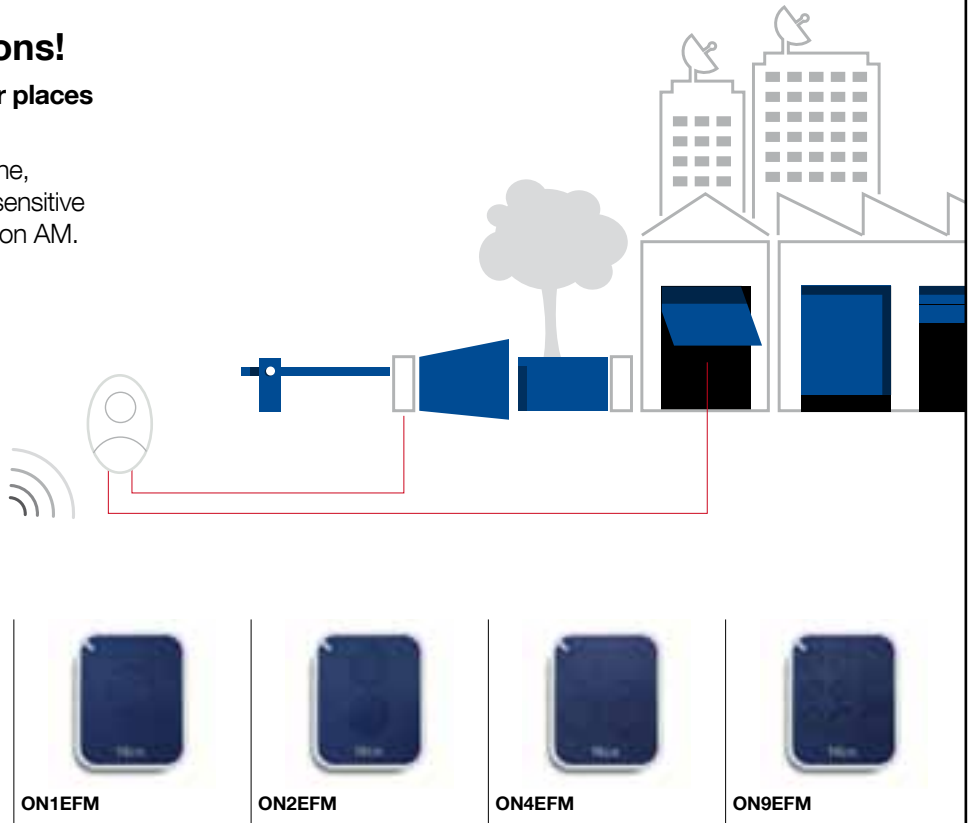 ons!
r places
ne,
sensitive
on AM.
ON1EFM
ON2EFM
ON4EFM
ON9EFM